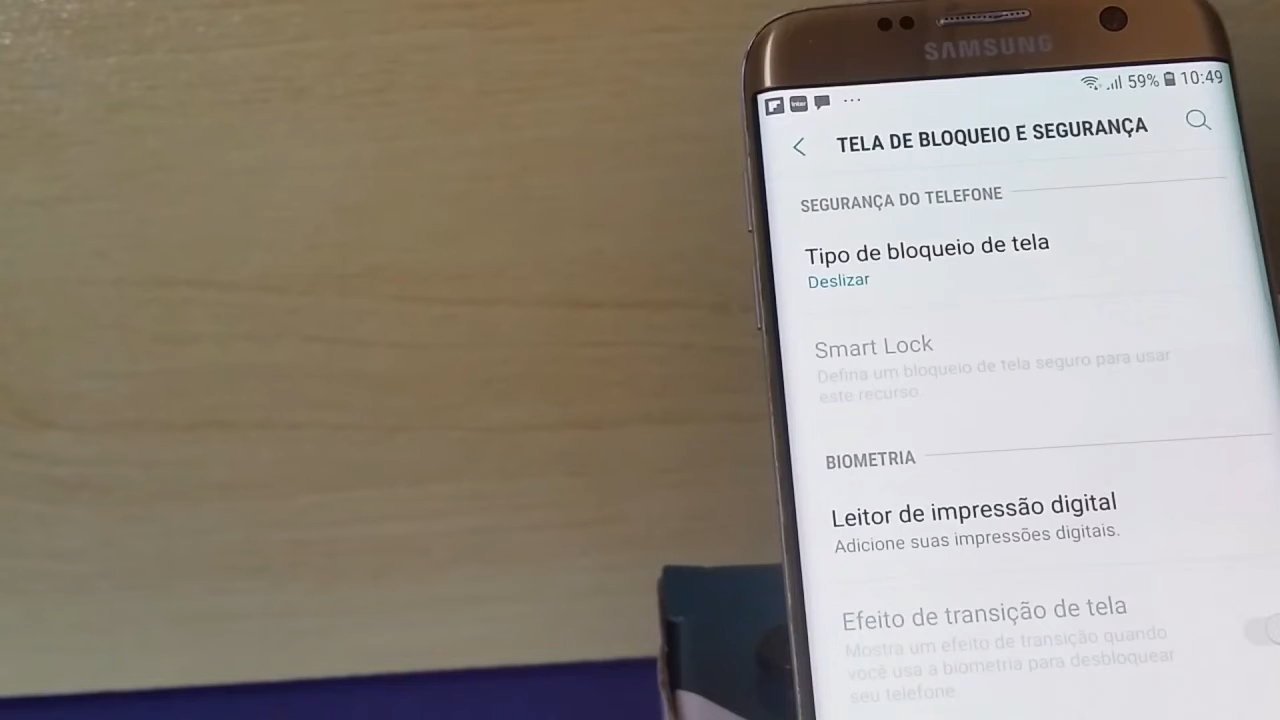 SAMSUNG
inter
59% 10:49
TELA DE BLOQUEIO E SEGURANÇA
SEGURANÇA DO TELEFONE
Tipo de bloqueio de tela
Deslizar
Smart Lock
Defina um bloqueio de tela seguro para usar
este recurso.
BIOMETRIA
Leitor de impressão digital
Adicione suas impressões digitais.
Efeito de transição de tela
Mostra um efeito de transição quando
você usa a biometria para desbloquear
seu telefone.